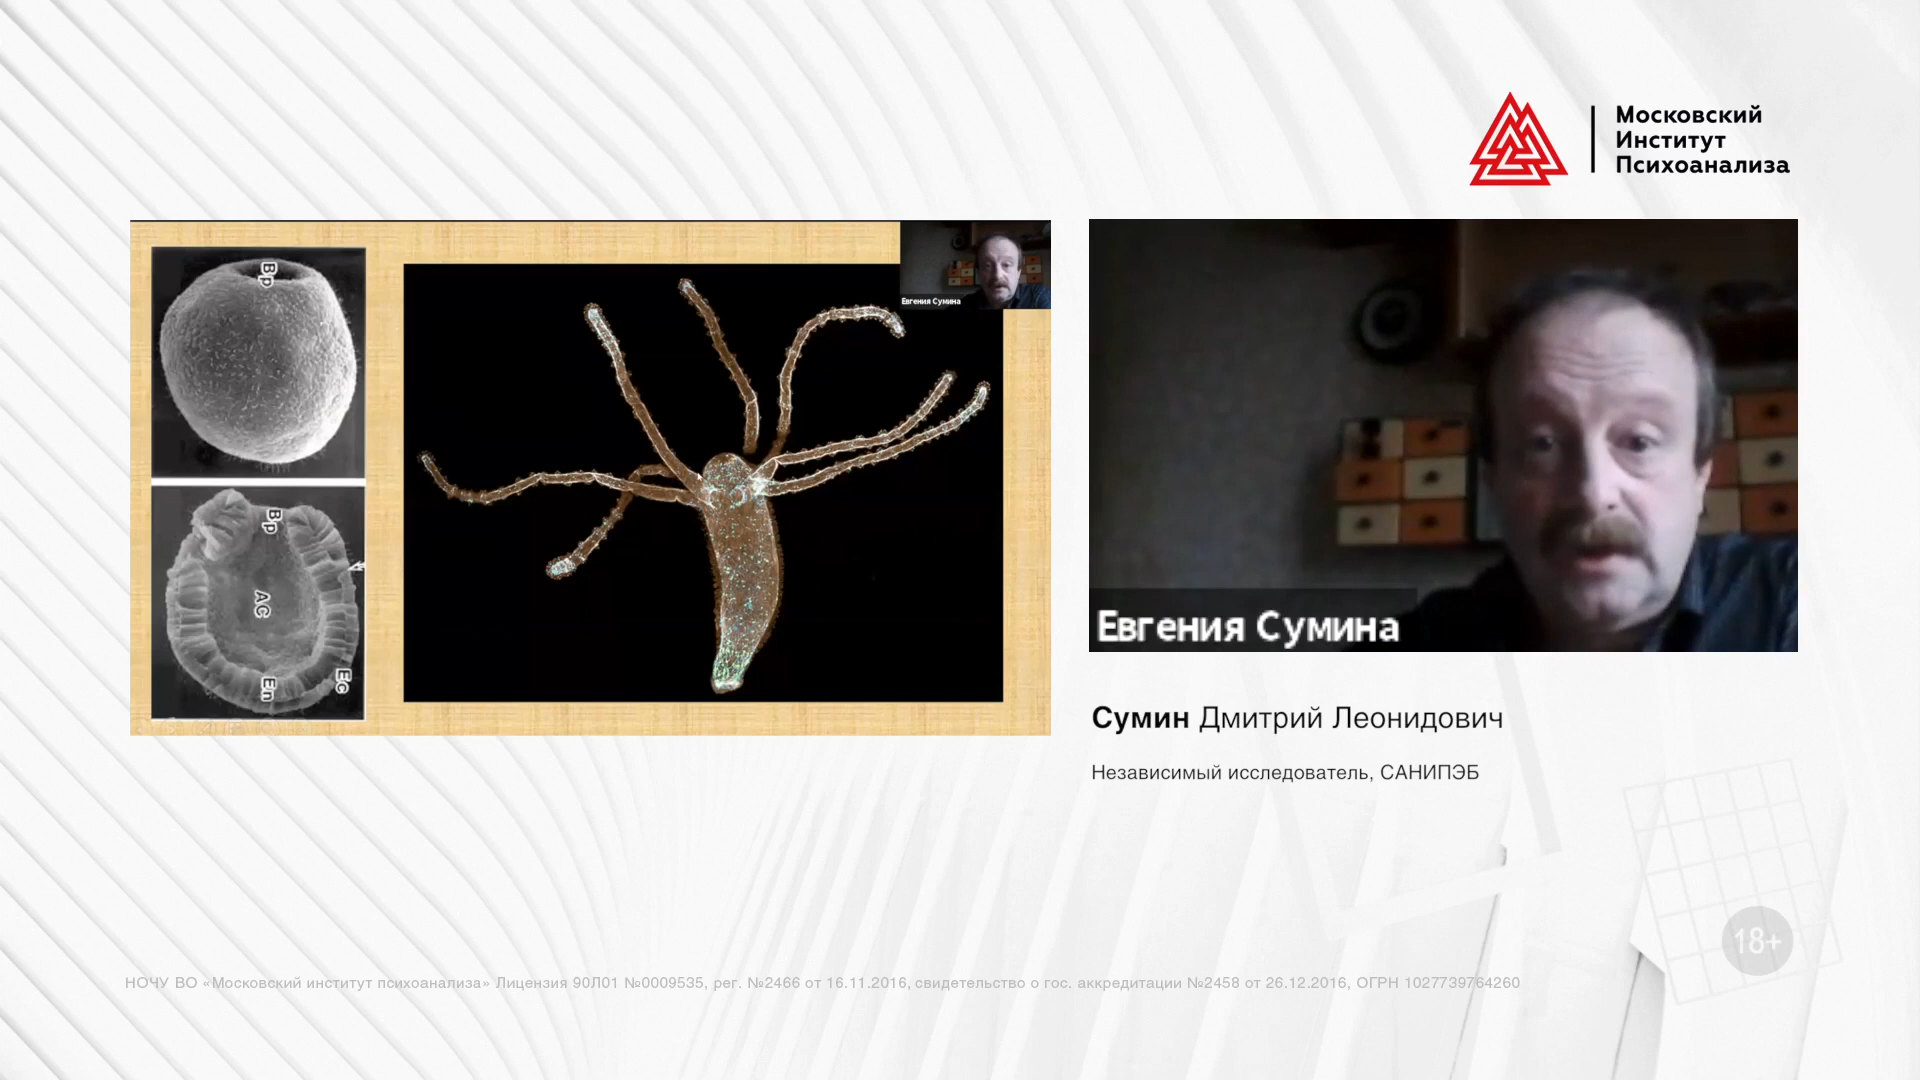 Московский
Институт
Психоанализа
Bp
Bp
AC
En
Ec
Евгения Сумина
Евгения Сумина
Сумин Дмитрий Леонидович
Независимый исследователь, САНИПЭБ
18+
НОЧУ ВО «Московский институт психоанализа» Лицензия 90Л01 №0009535, рег. №2466 от 16.11.2016, свидетельство о гос. аккредитации №2458 от 26.12.2016, ОГРН 1027739764260